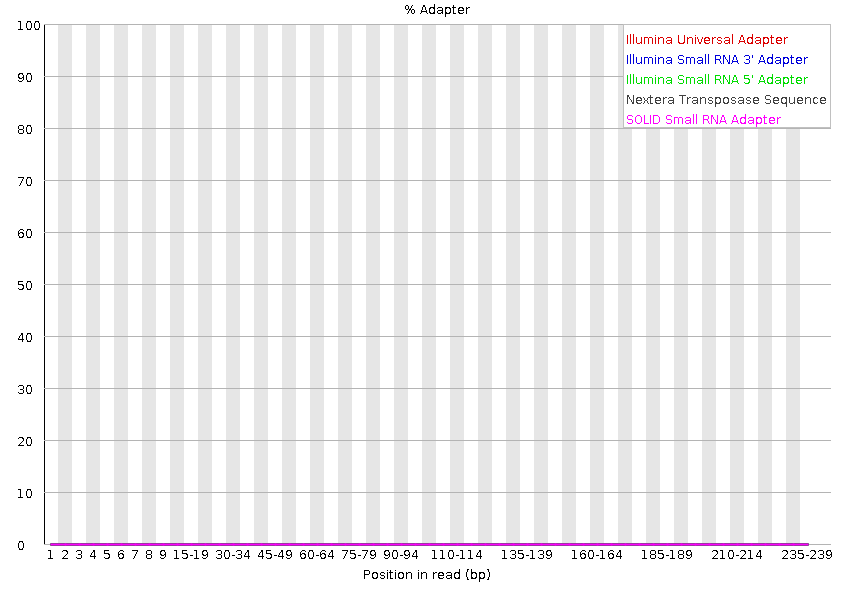 % Adapter
100
90
80
70
60
50
40
30
20
10
0
Illumina Universal Adapter
Illumina Small RNA 3' Adapter
Illumina Small RNA 5' Adapter
Nextera Transposase Sequence
SOLID Small RNA Adapter
1 2 3 4 5 6 7 8 9 15-19 30-34 45-49 60-64 75-79 90-94 110-114 135-139 160-164 185-189 210-214 235-239
Position in read (bp)